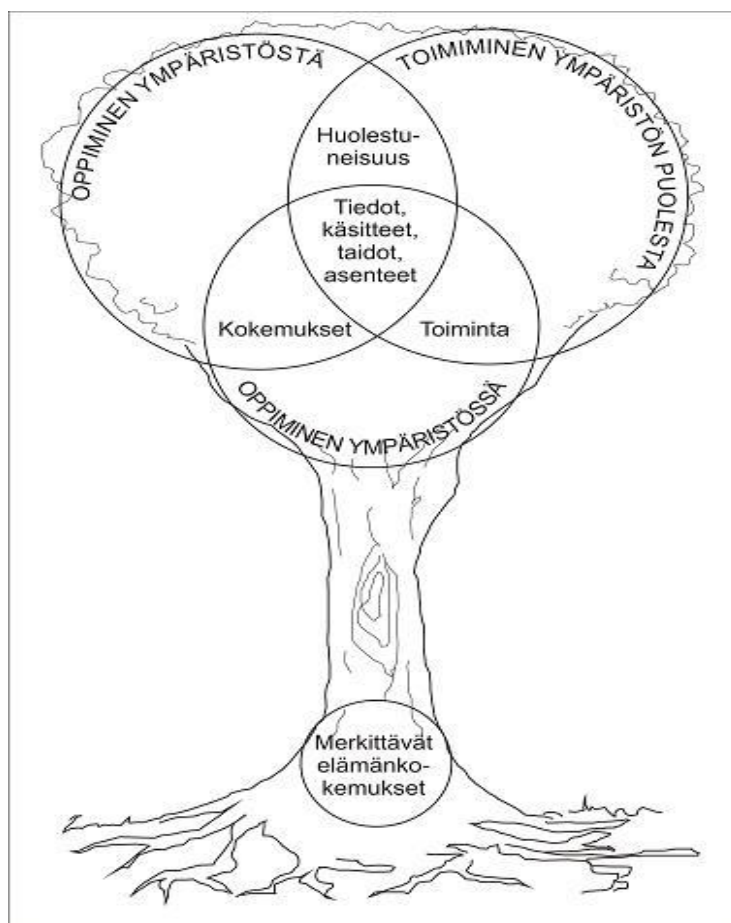 OPPIMINEN YMPÄRISTÖSTÄ
TOIMIMINEN YMPÄRISTÖN PUOLESTA
Huolestu-
neisuus
Tiedot,
käsitteet,
taidot,
asenteet
Kokemukset
Toiminta
OPPIMINEN YMPÄRISTÖSSÄ
Merkittävät
elämänko-
kemukset